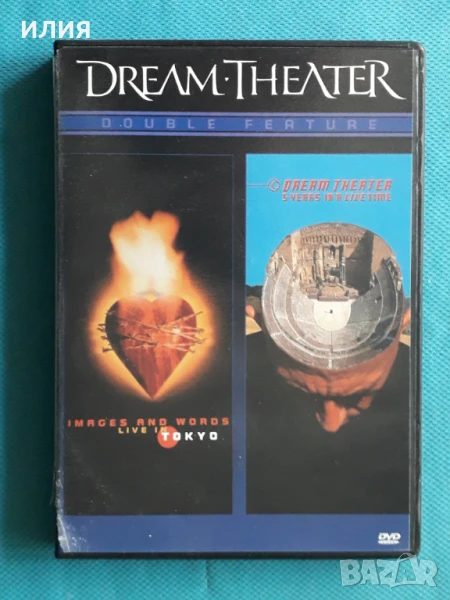 илия
DREAM·THEATER
DOUBLE FEATURE
DREAM THEATER
5 YEARS IN A LIVETIME
IMAGES AND WORDS
LIVE IN
TOKYO
DVD
BAZAR